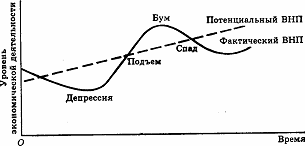 Уровень
экономической деятельности
Бум
Потенциальный ВНП
Спад
Фактический ВНП
Подъем
Депрессия
О
Время